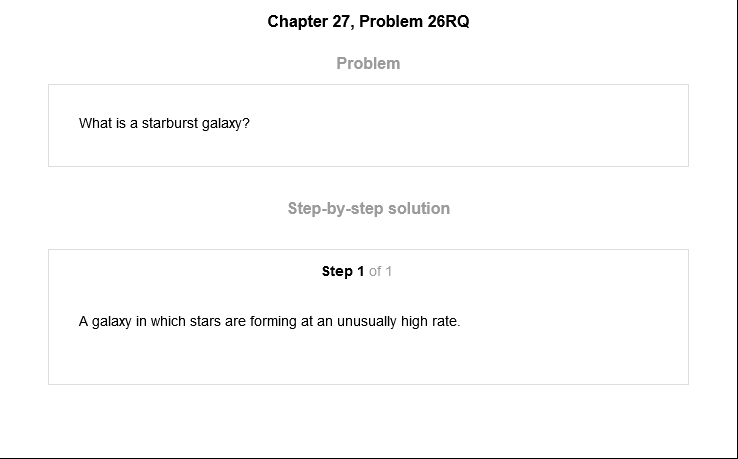 Chapter 27, Problem 26RQ
Problem
What is a starburst galaxy?
Step-by-step solution
Step 1 of 1
A galaxy in which stars are forming at an unusually high rate.